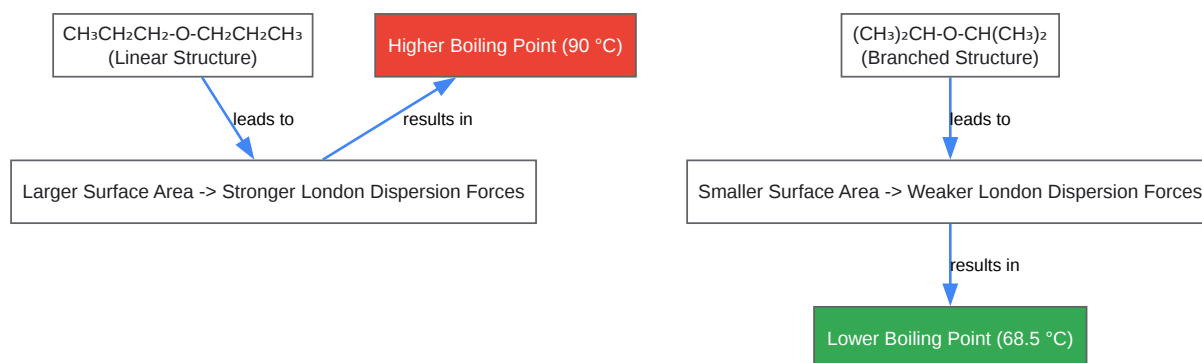 CH₃CH₂CH₂-O-CH₂CH₂CH₃
(Linear Structure)
Higher Boiling Point (90 °C)
leads to
results in
Larger Surface Area -> Stronger London Dispersion Forces
(CH₃)₂CH-O-CH(CH₃)₂
(Branched Structure)
leads to
Smaller Surface Area -> Weaker London Dispersion Forces
results in
Lower Boiling Point (68.5 °C)